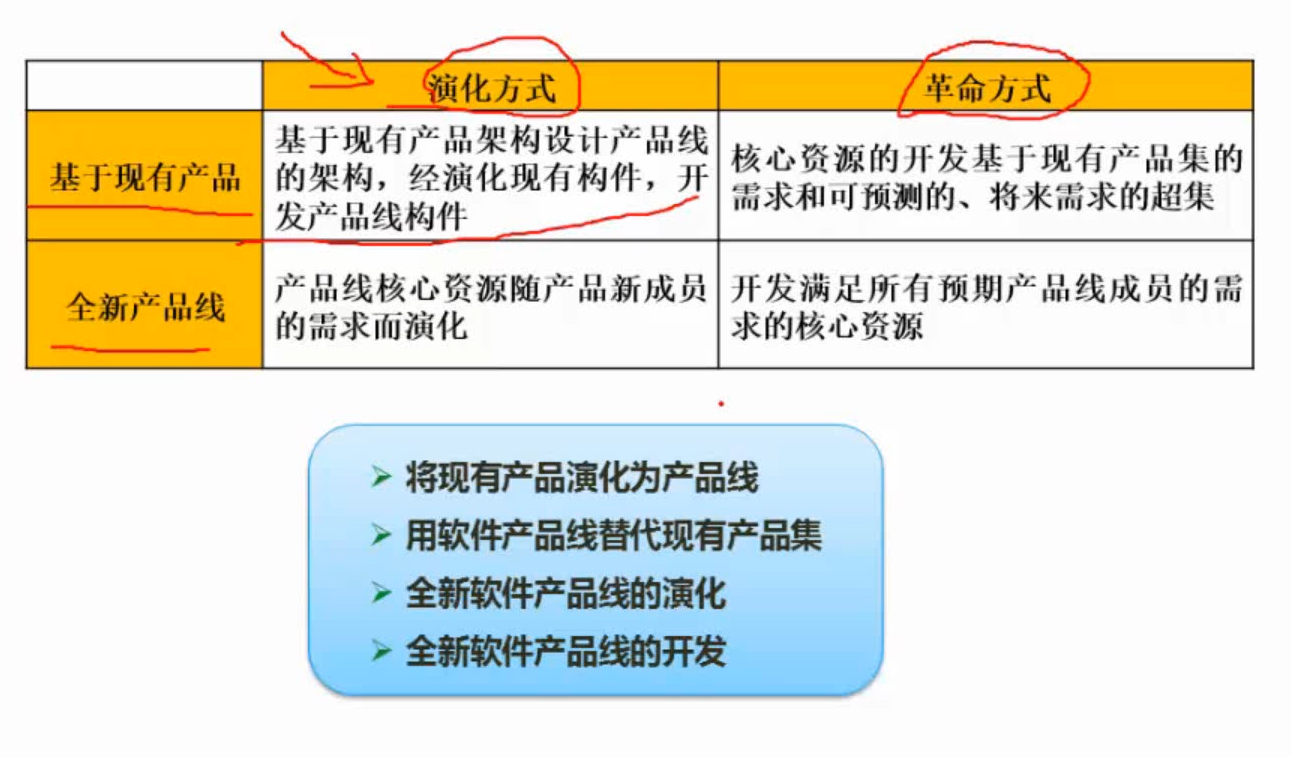 演化方式
革命方式
基于现有产品
基于现有产品架构设计产品线
的架构，经演化现有构件，开
发产品线构件
核心资源的开发基于现有产品集的
需求和可预测的、将来需求的超集
全新产品线
产品线核心资源随产品新成员
的需求而演化
开发满足所有预期产品线成员的需
求的核心资源
将现有产品演化为产品线
用软件产品线替代现有产品集
全新软件产品线的演化
全新软件产品线的开发